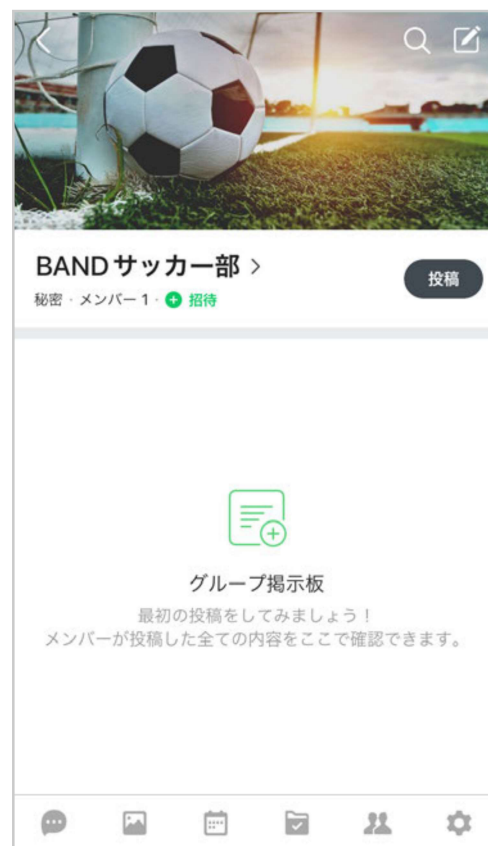 BANDサッカー部 >
投稿
秘密 · メンバー 1 · 招待
グループ掲示板
最初の投稿をしてみましょう！
メンバーが投稿した全ての内容をここで確認できます。